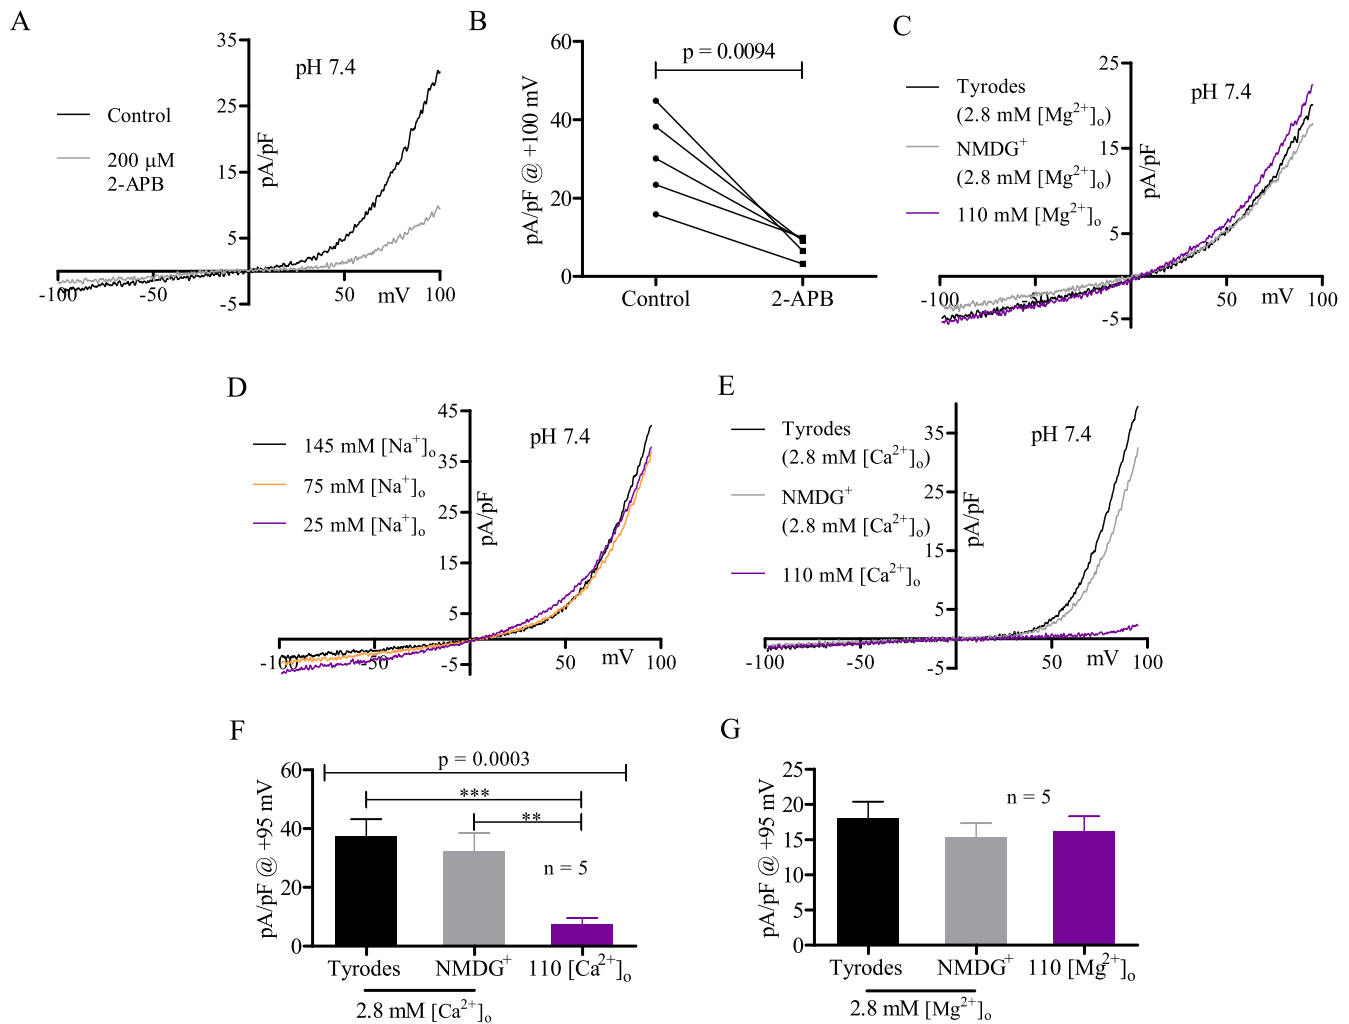 A
pH 7.4
Control
200 µM
2-APB
pA/pF
35
25
15
5
-5
-100
-50
50
mV
100
B
p = 0.0094
pA/pF @ +100 mV
60
40
20
0
Control
2-APB
C
pH 7.4
Tyrodes
(2.8 mM [Mg²⁺]ₒ)
NMDG⁺
(2.8 mM [Mg²⁺]ₒ)
110 mM [Mg²⁺]ₒ
pA/pF
25
15
5
-5
-100
-50
50
mV
100
D
pH 7.4
145 mM [Na⁺]ₒ
75 mM [Na⁺]ₒ
25 mM [Na⁺]ₒ
pA/pF
45
35
25
15
5
-5
-100
-50
50
mV
100
E
pH 7.4
Tyrodes
(2.8 mM [Ca²⁺]ₒ)
NMDG⁺
(2.8 mM [Ca²⁺]ₒ)
110 mM [Ca²⁺]ₒ
pA/pF
35
25
15
5
-5
-100
-50
50
mV
100
F
p = 0.0003
***
**
n = 5
pA/pF @ +95 mV
60
40
20
0
Tyrodes
NMDG⁺
110 [Ca²⁺]ₒ
2.8 mM [Ca²⁺]ₒ
G
n = 5
pA/pF @ +95 mV
25
20
15
10
5
0
Tyrodes
NMDG⁺
110 [Mg²⁺]ₒ
2.8 mM [Mg²⁺]ₒ